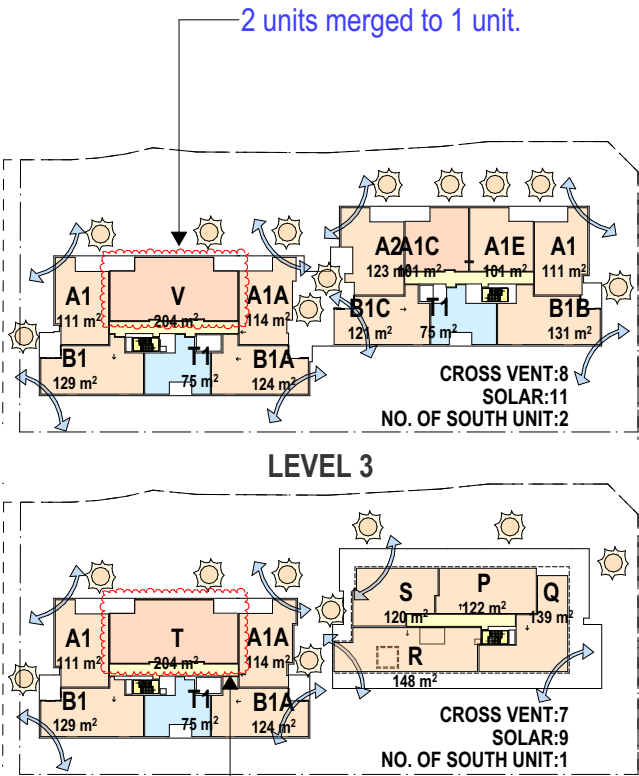 2 units merged to 1 unit.
A1
111 m²
V
204 m²
A1A
114 m²
B1
129 m²
T1
75 m²
B1A
124 m²
A2
123 m²
A1C
101 m²
A1E
101 m²
A1
111 m²
B1C
121 m²
T1
75 m²
B1B
131 m²
CROSS VENT:8
SOLAR:11
NO. OF SOUTH UNIT:2
LEVEL 3
A1
111 m²
T
204 m²
A1A
114 m²
B1
129 m²
T1
75 m²
B1A
124 m²
S
120 m²
P
122 m²
Q
139 m²
R
148 m²
CROSS VENT:7
SOLAR:9
NO. OF SOUTH UNIT:1